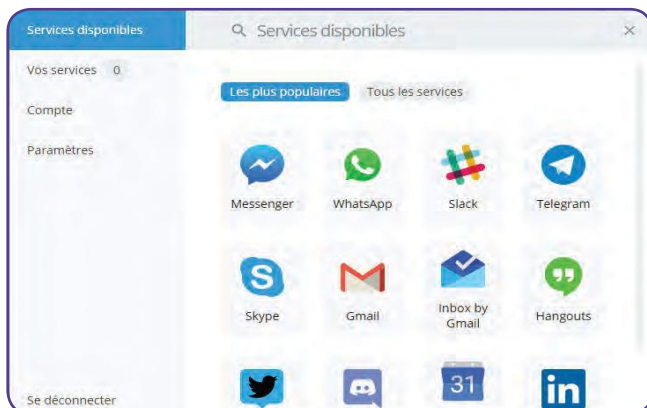 Services disponibles
Services disponibles
Vos services 0
Compte
Paramètres
Les plus populaires Tous les services
Messenger WhatsApp Slack Telegram
Skype Gmail Inbox by Gmail Hangouts
31
in
Se déconnecter